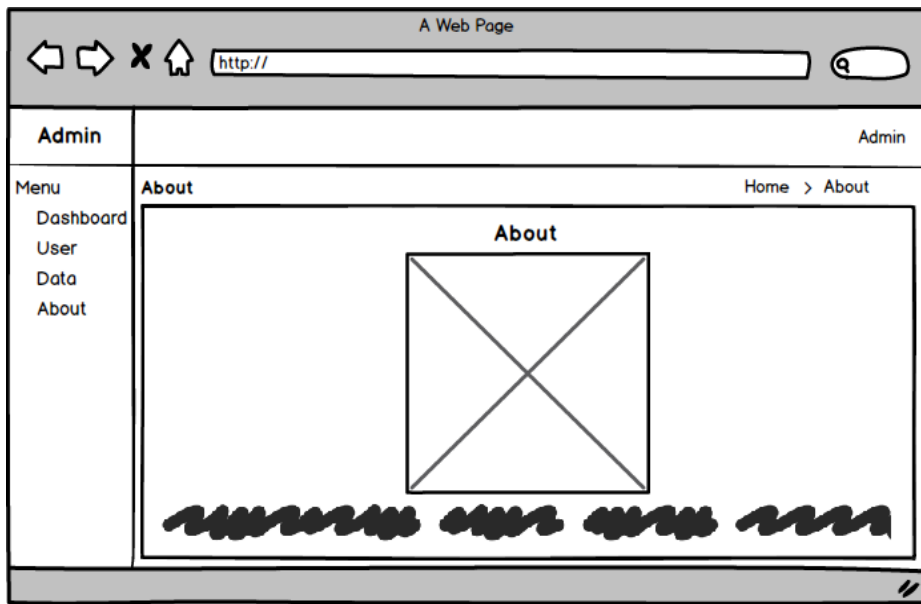 A Web Page
http://
Admin
Admin
Menu
Dashboard
User
Data
About
About
Home > About
About